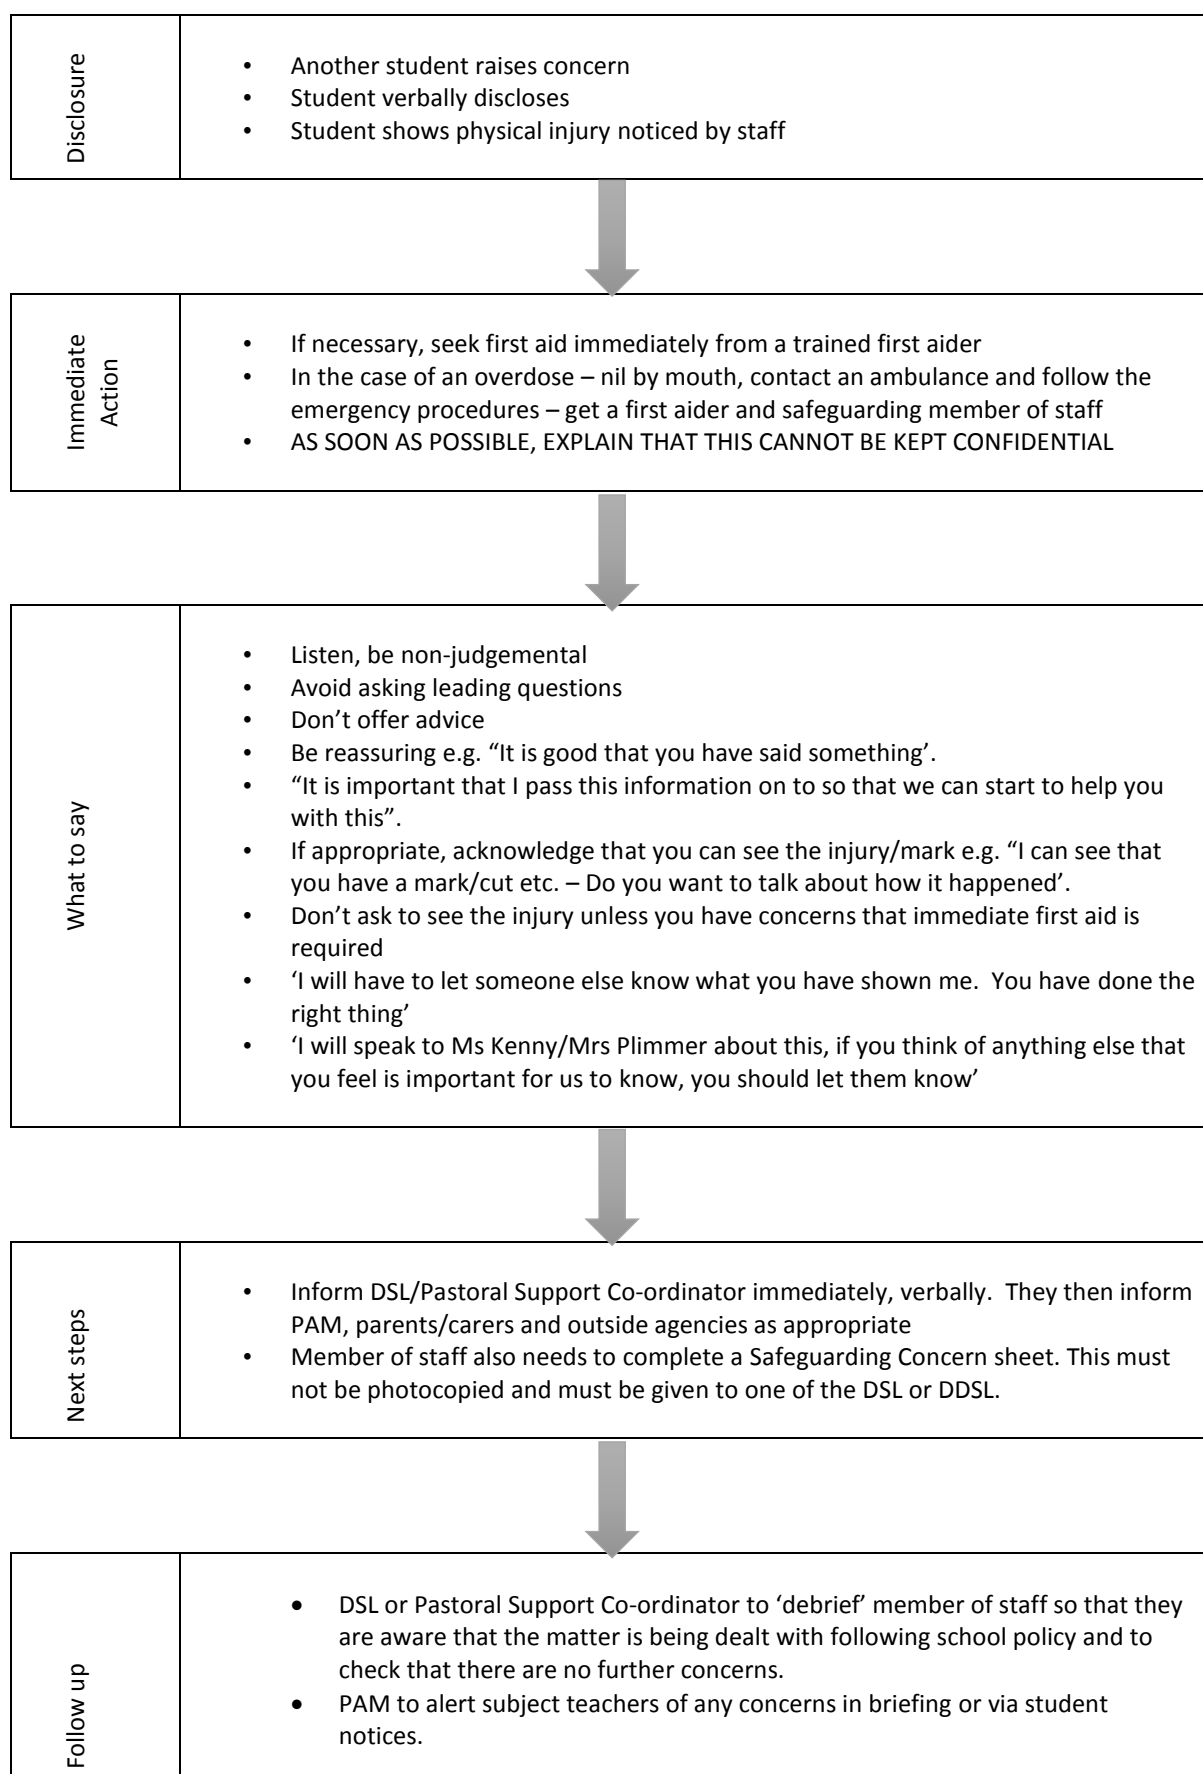 Disclosure
• Another student raises concern
• Student verbally discloses
• Student shows physical injury noticed by staff
Immediate
Action
• If necessary, seek first aid immediately from a trained first aider
• In the case of an overdose – nil by mouth, contact an ambulance and follow the
emergency procedures – get a first aider and safeguarding member of staff
• AS SOON AS POSSIBLE, EXPLAIN THAT THIS CANNOT BE KEPT CONFIDENTIAL
What to say
• Listen, be non-judgemental
• Avoid asking leading questions
• Don’t offer advice
• Be reassuring e.g. “It is good that you have said something’.
• “It is important that I pass this information on to so that we can start to help you
with this”.
• If appropriate, acknowledge that you can see the injury/mark e.g. “I can see that
you have a mark/cut etc. – Do you want to talk about how it happened’.
• Don’t ask to see the injury unless you have concerns that immediate first aid is
required
• ‘I will have to let someone else know what you have shown me.  You have done the
right thing’
• ‘I will speak to Ms Kenny/Mrs Plimmer about this, if you think of anything else that
you feel is important for us to know, you should let them know’
Next steps
• Inform DSL/Pastoral Support Co-ordinator immediately, verbally.  They then inform
PAM, parents/carers and outside agencies as appropriate
• Member of staff also needs to complete a Safeguarding Concern sheet. This must
not be photocopied and must be given to one of the DSL or DDSL.
Follow up
• DSL or Pastoral Support Co-ordinator to ‘debrief’ member of staff so that they
are aware that the matter is being dealt with following school policy and to
check that there are no further concerns.
• PAM to alert subject teachers of any concerns in briefing or via student
notices.